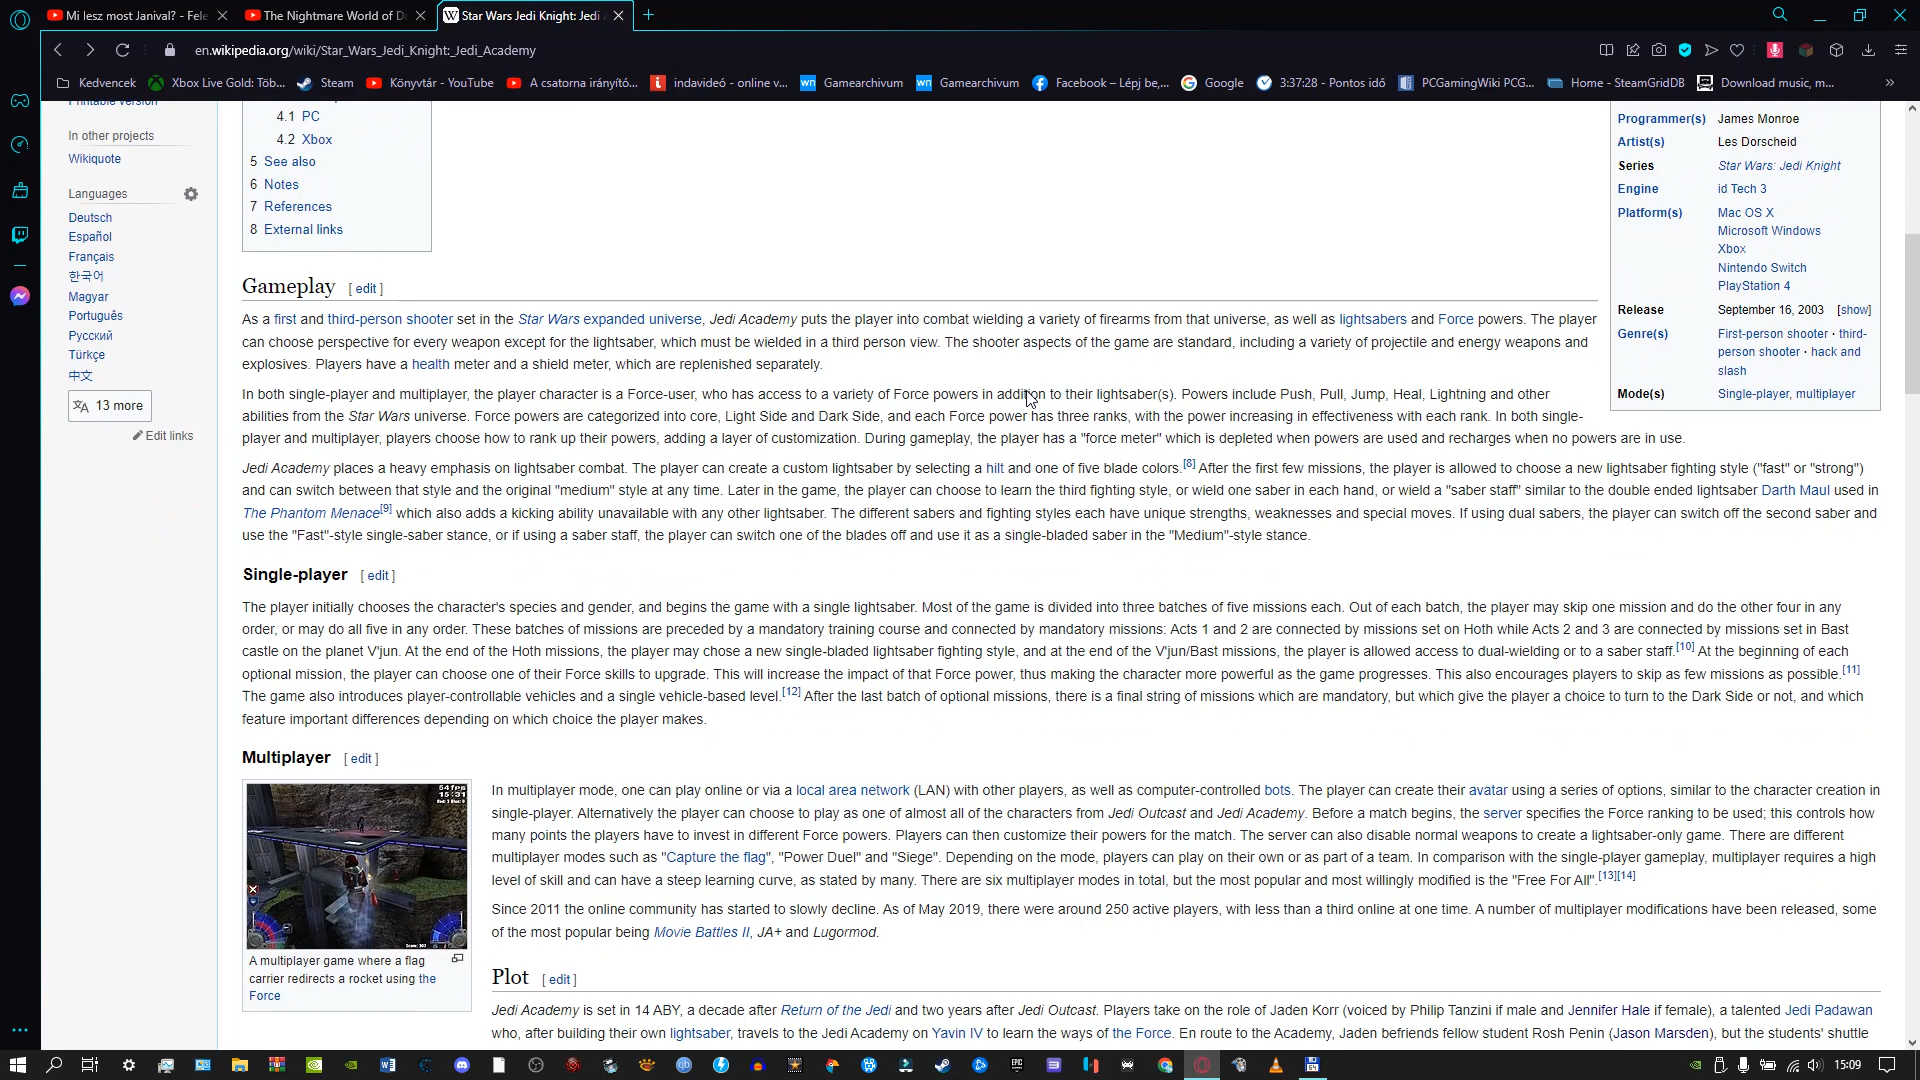 Mi lesz most Janival? - Fele
The Nightmare World of D
Star Wars Jedi Knight: Jedi A
en.wikipedia.org/wiki/Star_Wars_Jedi_Knight:_Jedi_Academy
Kedvencek
Xbox Live Gold: Töb...
Steam
Könyvtár - YouTube
A csatorna irányító...
indavideó - online v...
Gamearchivum
Gamearchivum
Facebook – Lépj be,...
Google
3:37:28 - Pontos idő
PCGamingWiki PCG...
Home - SteamGridDB
Download music, m...
Printable version
In other projects
Wikiquote
Languages
Deutsch
Español
Français
한국어
Magyar
Português
Русский
Türkçe
中文
13 more
Edit links
4.1 PC
4.2 Xbox
5 See also
6 Notes
7 References
8 External links
Programmer(s) James Monroe
Artist(s) Les Dorscheid
Series Star Wars: Jedi Knight
Engine id Tech 3
Platform(s) Mac OS X
Microsoft Windows
Xbox
Nintendo Switch
PlayStation 4
Release September 16, 2003 [show]
Genre(s) First-person shooter · third-
person shooter · hack and
slash
Mode(s) Single-player, multiplayer
Gameplay [ edit ]
As a first and third-person shooter set in the Star Wars expanded universe, Jedi Academy puts the player into combat wielding a variety of firearms from that universe, as well as lightsabers and Force powers. The player
can choose perspective for every weapon except for the lightsaber, which must be wielded in a third person view. The shooter aspects of the game are standard, including a variety of projectile and energy weapons and
explosives. Players have a health meter and a shield meter, which are replenished separately.
In both single-player and multiplayer, the player character is a Force-user, who has access to a variety of Force powers in addition to their lightsaber(s). Powers include Push, Pull, Jump, Heal, Lightning and other
abilities from the Star Wars universe. Force powers are categorized into core, Light Side and Dark Side, and each Force power has three ranks, with the power increasing in effectiveness with each rank. In both single-
player and multiplayer, players choose how to rank up their powers, adding a layer of customization. During gameplay, the player has a "force meter" which is depleted when powers are used and recharges when no powers are in use.
Jedi Academy places a heavy emphasis on lightsaber combat. The player can create a custom lightsaber by selecting a hilt and one of five blade colors.[8] After the first few missions, the player is allowed to choose a new lightsaber fighting style ("fast" or "strong")
and can switch between that style and the original "medium" style at any time. Later in the game, the player can choose to learn the third fighting style, or wield one saber in each hand, or wield a "saber staff" similar to the double ended lightsaber Darth Maul used in
The Phantom Menace[9] which also adds a kicking ability unavailable with any other lightsaber. The different sabers and fighting styles each have unique strengths, weaknesses and special moves. If using dual sabers, the player can switch off the second saber and
use the "Fast"-style single-saber stance, or if using a saber staff, the player can switch one of the blades off and use it as a single-bladed saber in the "Medium"-style stance.
Single-player [ edit ]
The player initially chooses the character's species and gender, and begins the game with a single lightsaber. Most of the game is divided into three batches of five missions each. Out of each batch, the player may skip one mission and do the other four in any
order, or may do all five in any order. These batches of missions are preceded by a mandatory training course and connected by mandatory missions: Acts 1 and 2 are connected by missions set on Hoth while Acts 2 and 3 are connected by missions set in Bast
castle on the planet V'jun. At the end of the Hoth missions, the player may chose a new single-bladed lightsaber fighting style, and at the end of the V'jun/Bast missions, the player is allowed access to dual-wielding or to a saber staff.[10] At the beginning of each
optional mission, the player can choose one of their Force skills to upgrade. This will increase the impact of that Force power, thus making the character more powerful as the game progresses. This also encourages players to skip as few missions as possible.[11]
The game also introduces player-controllable vehicles and a single vehicle-based level.[12] After the last batch of optional missions, there is a final string of missions which are mandatory, but which give the player a choice to turn to the Dark Side or not, and which
feature important differences depending on which choice the player makes.
Multiplayer [ edit ]
54fps
15:31
A multiplayer game where a flag
carrier redirects a rocket using the
Force
In multiplayer mode, one can play online or via a local area network (LAN) with other players, as well as computer-controlled bots. The player can create their avatar using a series of options, similar to the character creation in
single-player. Alternatively the player can choose to play as one of almost all of the characters from Jedi Outcast and Jedi Academy. Before a match begins, the server specifies the Force ranking to be used; this controls how
many points the players have to invest in different Force powers. Players can then customize their powers for the match. The server can also disable normal weapons to create a lightsaber-only game. There are different
multiplayer modes such as "Capture the flag", "Power Duel" and "Siege". Depending on the mode, players can play on their own or as part of a team. In comparison with the single-player gameplay, multiplayer requires a high
level of skill and can have a steep learning curve, as stated by many. There are six multiplayer modes in total, but the most popular and most willingly modified is the "Free For All".[13][14]
Since 2011 the online community has started to slowly decline. As of May 2019, there were around 250 active players, with less than a third online at one time. A number of multiplayer modifications have been released, some
of the most popular being Movie Battles II, JA+ and Lugormod.
Plot [ edit ]
Jedi Academy is set in 14 ABY, a decade after Return of the Jedi and two years after Jedi Outcast. Players take on the role of Jaden Korr (voiced by Philip Tanzini if male and Jennifer Hale if female), a talented Jedi Padawan
who, after building their own lightsaber, travels to the Jedi Academy on Yavin IV to learn the ways of the Force. En route to the Academy, Jaden befriends fellow student Rosh Penin (Jason Marsden), but the students' shuttle
15:09